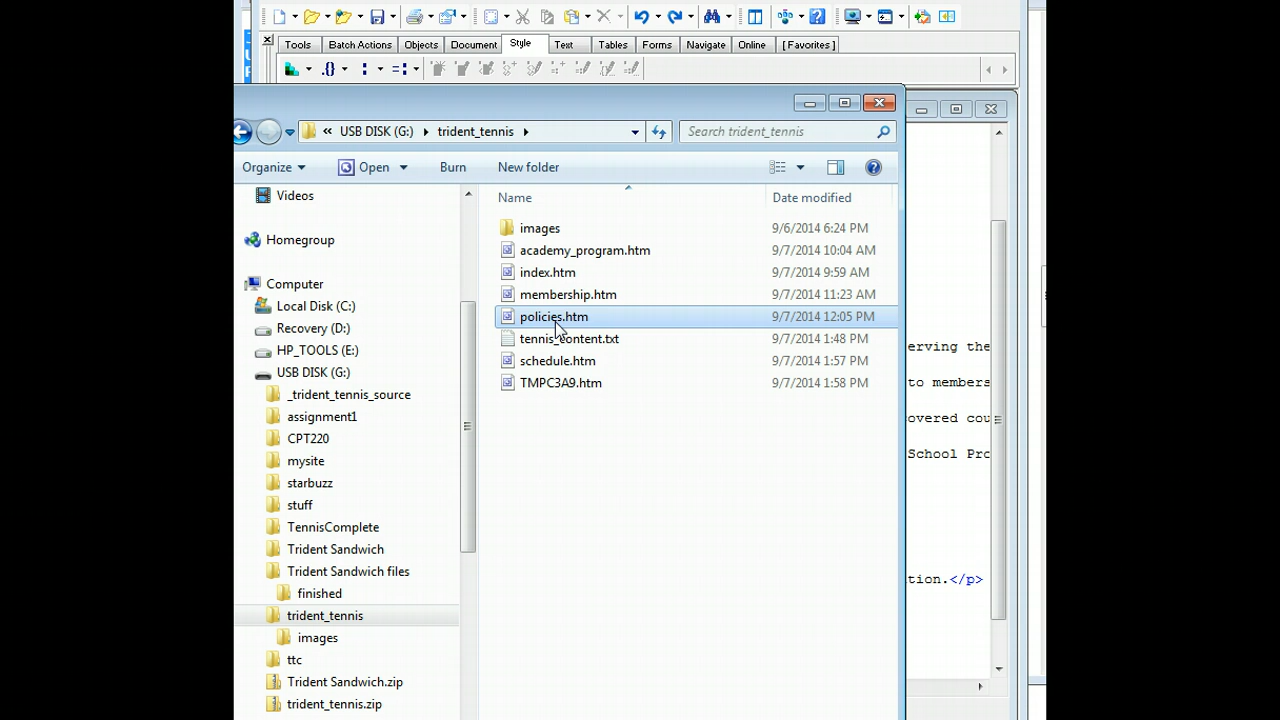 Tools Batch Actions Objects Document Style Text Tables Forms Navigate Online [ Favorites ]
« USB DISK (G:) trident_tennis Search trident_tennis
Organize Open Burn New folder
Name Date modified
Videos
Homegroup
Computer
Local Disk (C:)
Recovery (D:)
HP_TOOLS (E:)
USB DISK (G:)
_trident_tennis_source
assignment1
CPT220
mysite
starbuzz
stuff
TennisComplete
Trident Sandwich
Trident Sandwich files
finished
trident_tennis
images
ttc
Trident Sandwich.zip
trident_tennis.zip
images 9/6/2014 6:24 PM
academy_program.htm 9/7/2014 10:04 AM
index.htm 9/7/2014 9:59 AM
membership.htm 9/7/2014 11:23 AM
policies.htm 9/7/2014 12:05 PM
tennis_content.txt 9/7/2014 1:48 PM
schedule.htm 9/7/2014 1:57 PM
TMPC3A9.htm 9/7/2014 1:58 PM
erving the
to members
overed cou
School Pro
tion.</p>